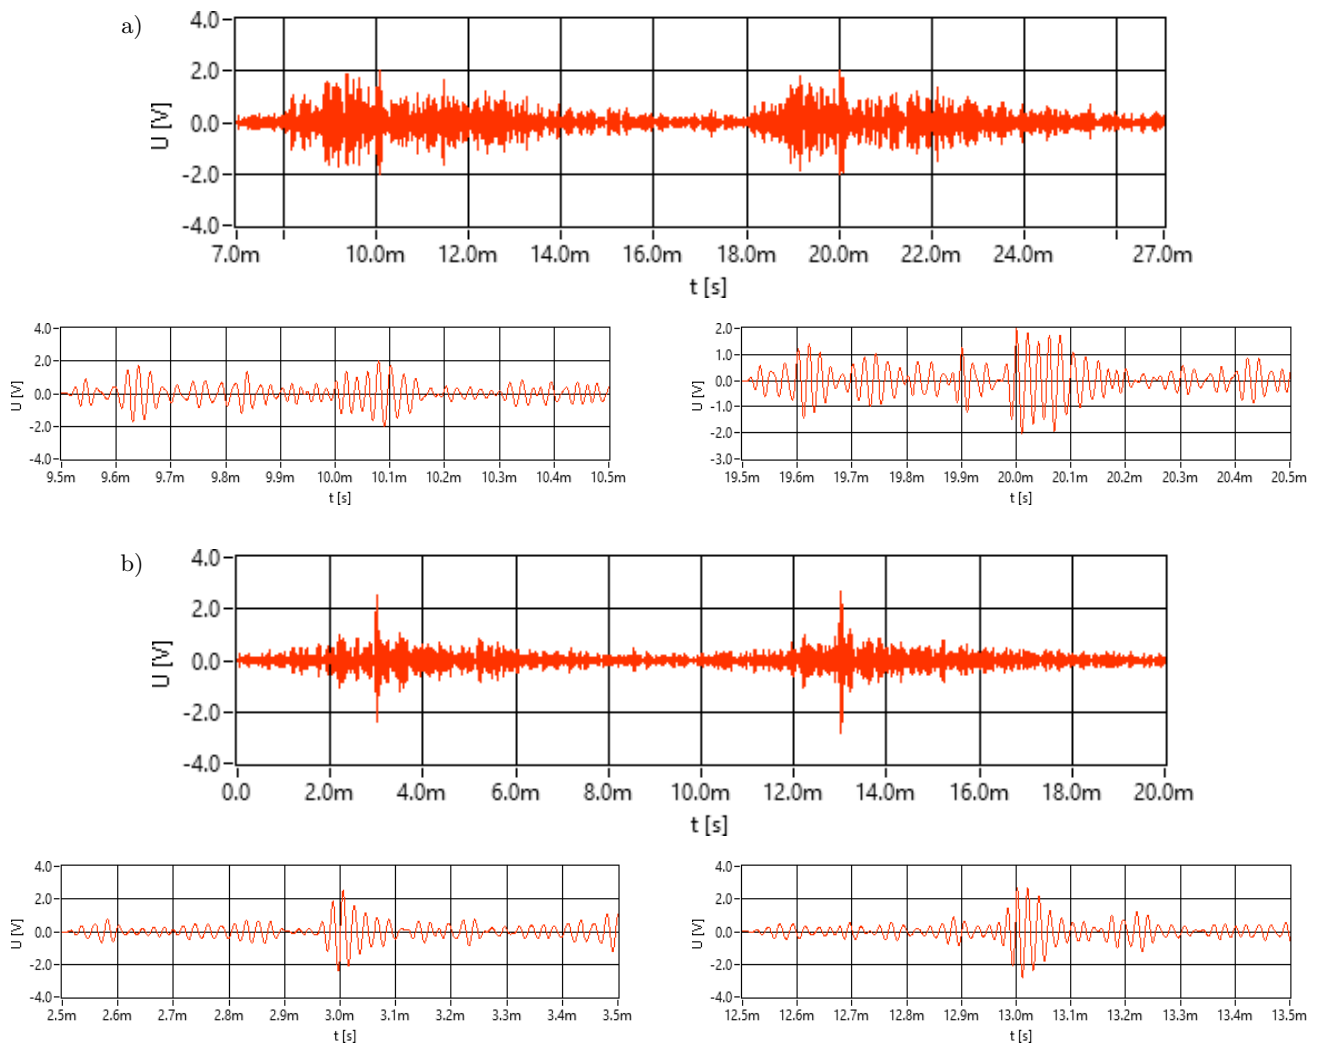 a)
4.0
2.0
0.0
-2.0
-4.0
U [V]
7.0m 10.0m 12.0m 14.0m 16.0m 18.0m 20.0m 22.0m 24.0m 27.0m
t [s]
4.0
2.0
0.0
-2.0
-4.0
U [V]
9.5m 9.6m 9.7m 9.8m 9.9m 10.0m 10.1m 10.2m 10.3m 10.4m 10.5m
t [s]
2.0
1.0
0.0
-1.0
-2.0
-3.0
U [V]
19.5m 19.6m 19.7m 19.8m 19.9m 20.0m 20.1m 20.2m 20.3m 20.4m 20.5m
t [s]
b)
4.0
2.0
0.0
-2.0
-4.0
U [V]
0.0 2.0m 4.0m 6.0m 8.0m 10.0m 12.0m 14.0m 16.0m 18.0m 20.0m
t [s]
4.0
2.0
0.0
-2.0
-4.0
U [V]
2.5m 2.6m 2.7m 2.8m 2.9m 3.0m 3.1m 3.2m 3.3m 3.4m 3.5m
t [s]
4.0
2.0
0.0
-2.0
-4.0
U [V]
12.5m 12.6m 12.7m 12.8m 12.9m 13.0m 13.1m 13.2m 13.3m 13.4m 13.5m
t [s]